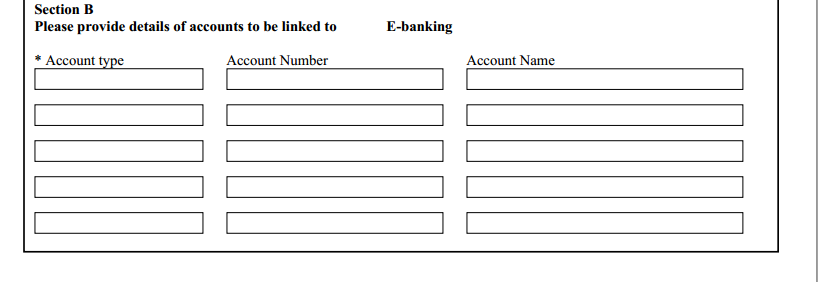 Section B
Please provide details of accounts to be linked to E-banking
* Account type Account Number Account Name